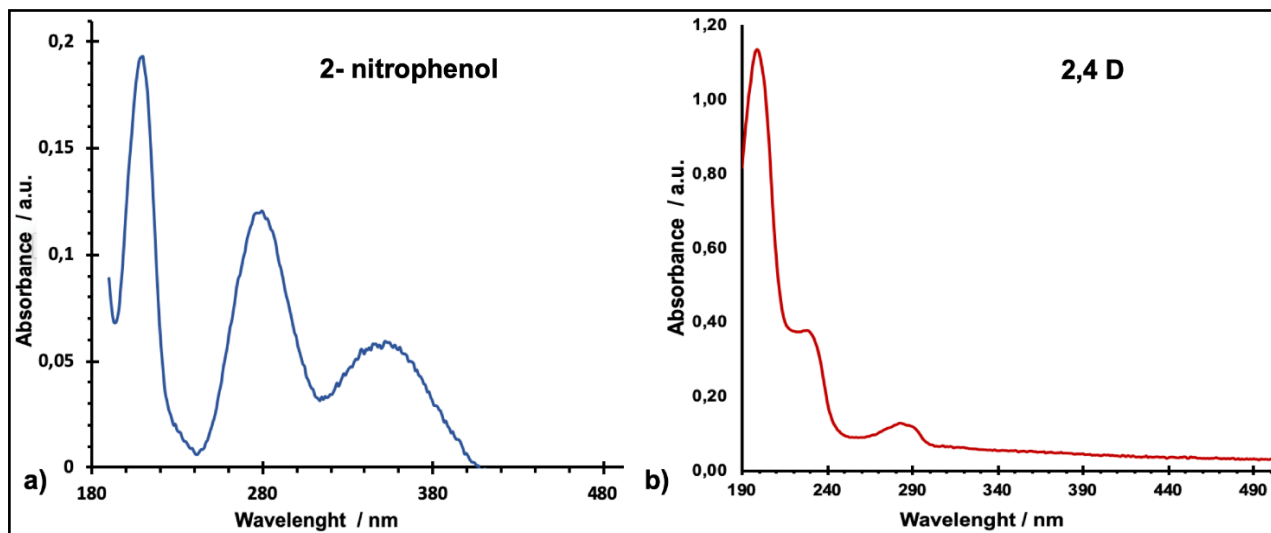 2- nitrophenol
0,2
0,15
0,1
0,05
0
180
280
380
480
Absorbance / a.u.
Wavelenght / nm
a)
2,4 D
1,20
1,00
0,80
0,60
0,40
0,20
0,00
190
240
290
340
390
440
490
Absorbance / a.u.
Wavelenght / nm
b)